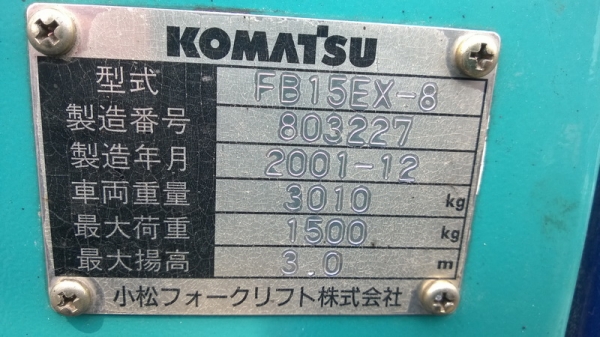 KOMATSU
型式 FB15EX-8
製造番号 803227
製造年月 2001-12
車両重量 3010 kg
最大荷重 1500 kg
最大揚高 3.0 m
小松フォークリフト株式会社